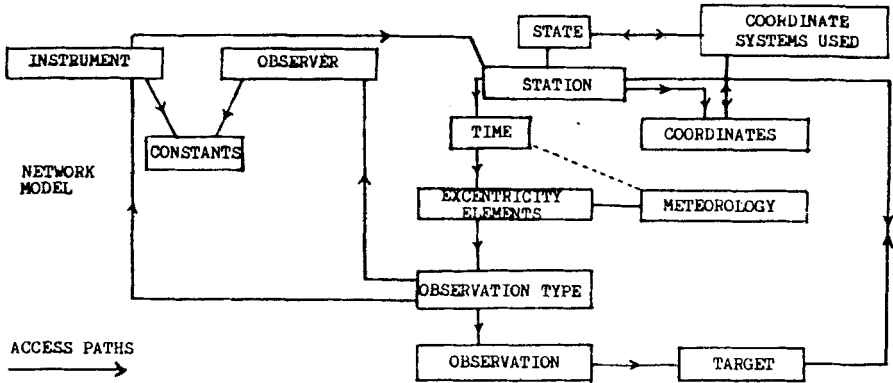 STATE
COORDINATE
SYSTEMS USED
INSTRUMENT
OBSERVER
STATION
TIME
COORDINATES
CONSTANTS
NETWORK
MODEL
EXCENTRICITY
ELEMENTS
METEOROLOGY
OBSERVATION TYPE
ACCESS PATHS
OBSERVATION
TARGET